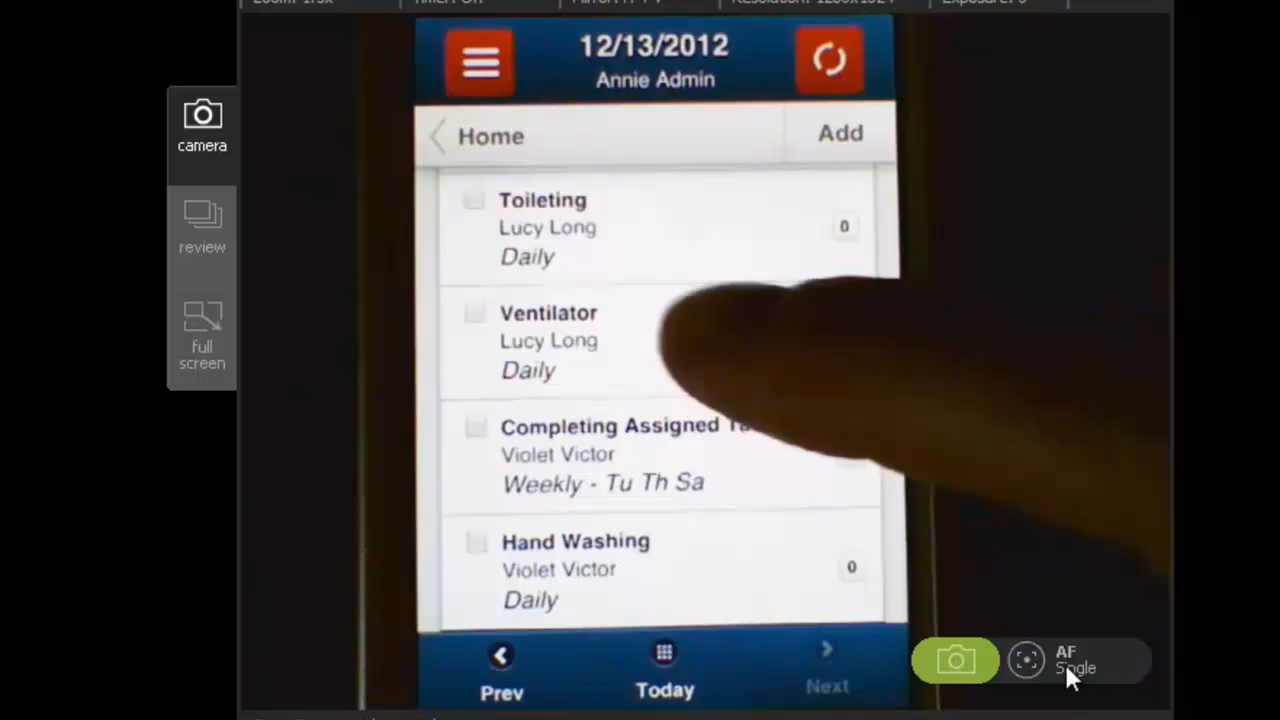 12/13/2012
Annie Admin
camera
Home
Add
Toileting
Lucy Long
0
Daily
review
Ventilator
Lucy Long
Daily
full
screen
Completing Assigned
Violet Victor
Weekly - Tu Th Sa
Hand Washing
Violet Victor
0
Daily
Prev
Today
Next
AF
Single